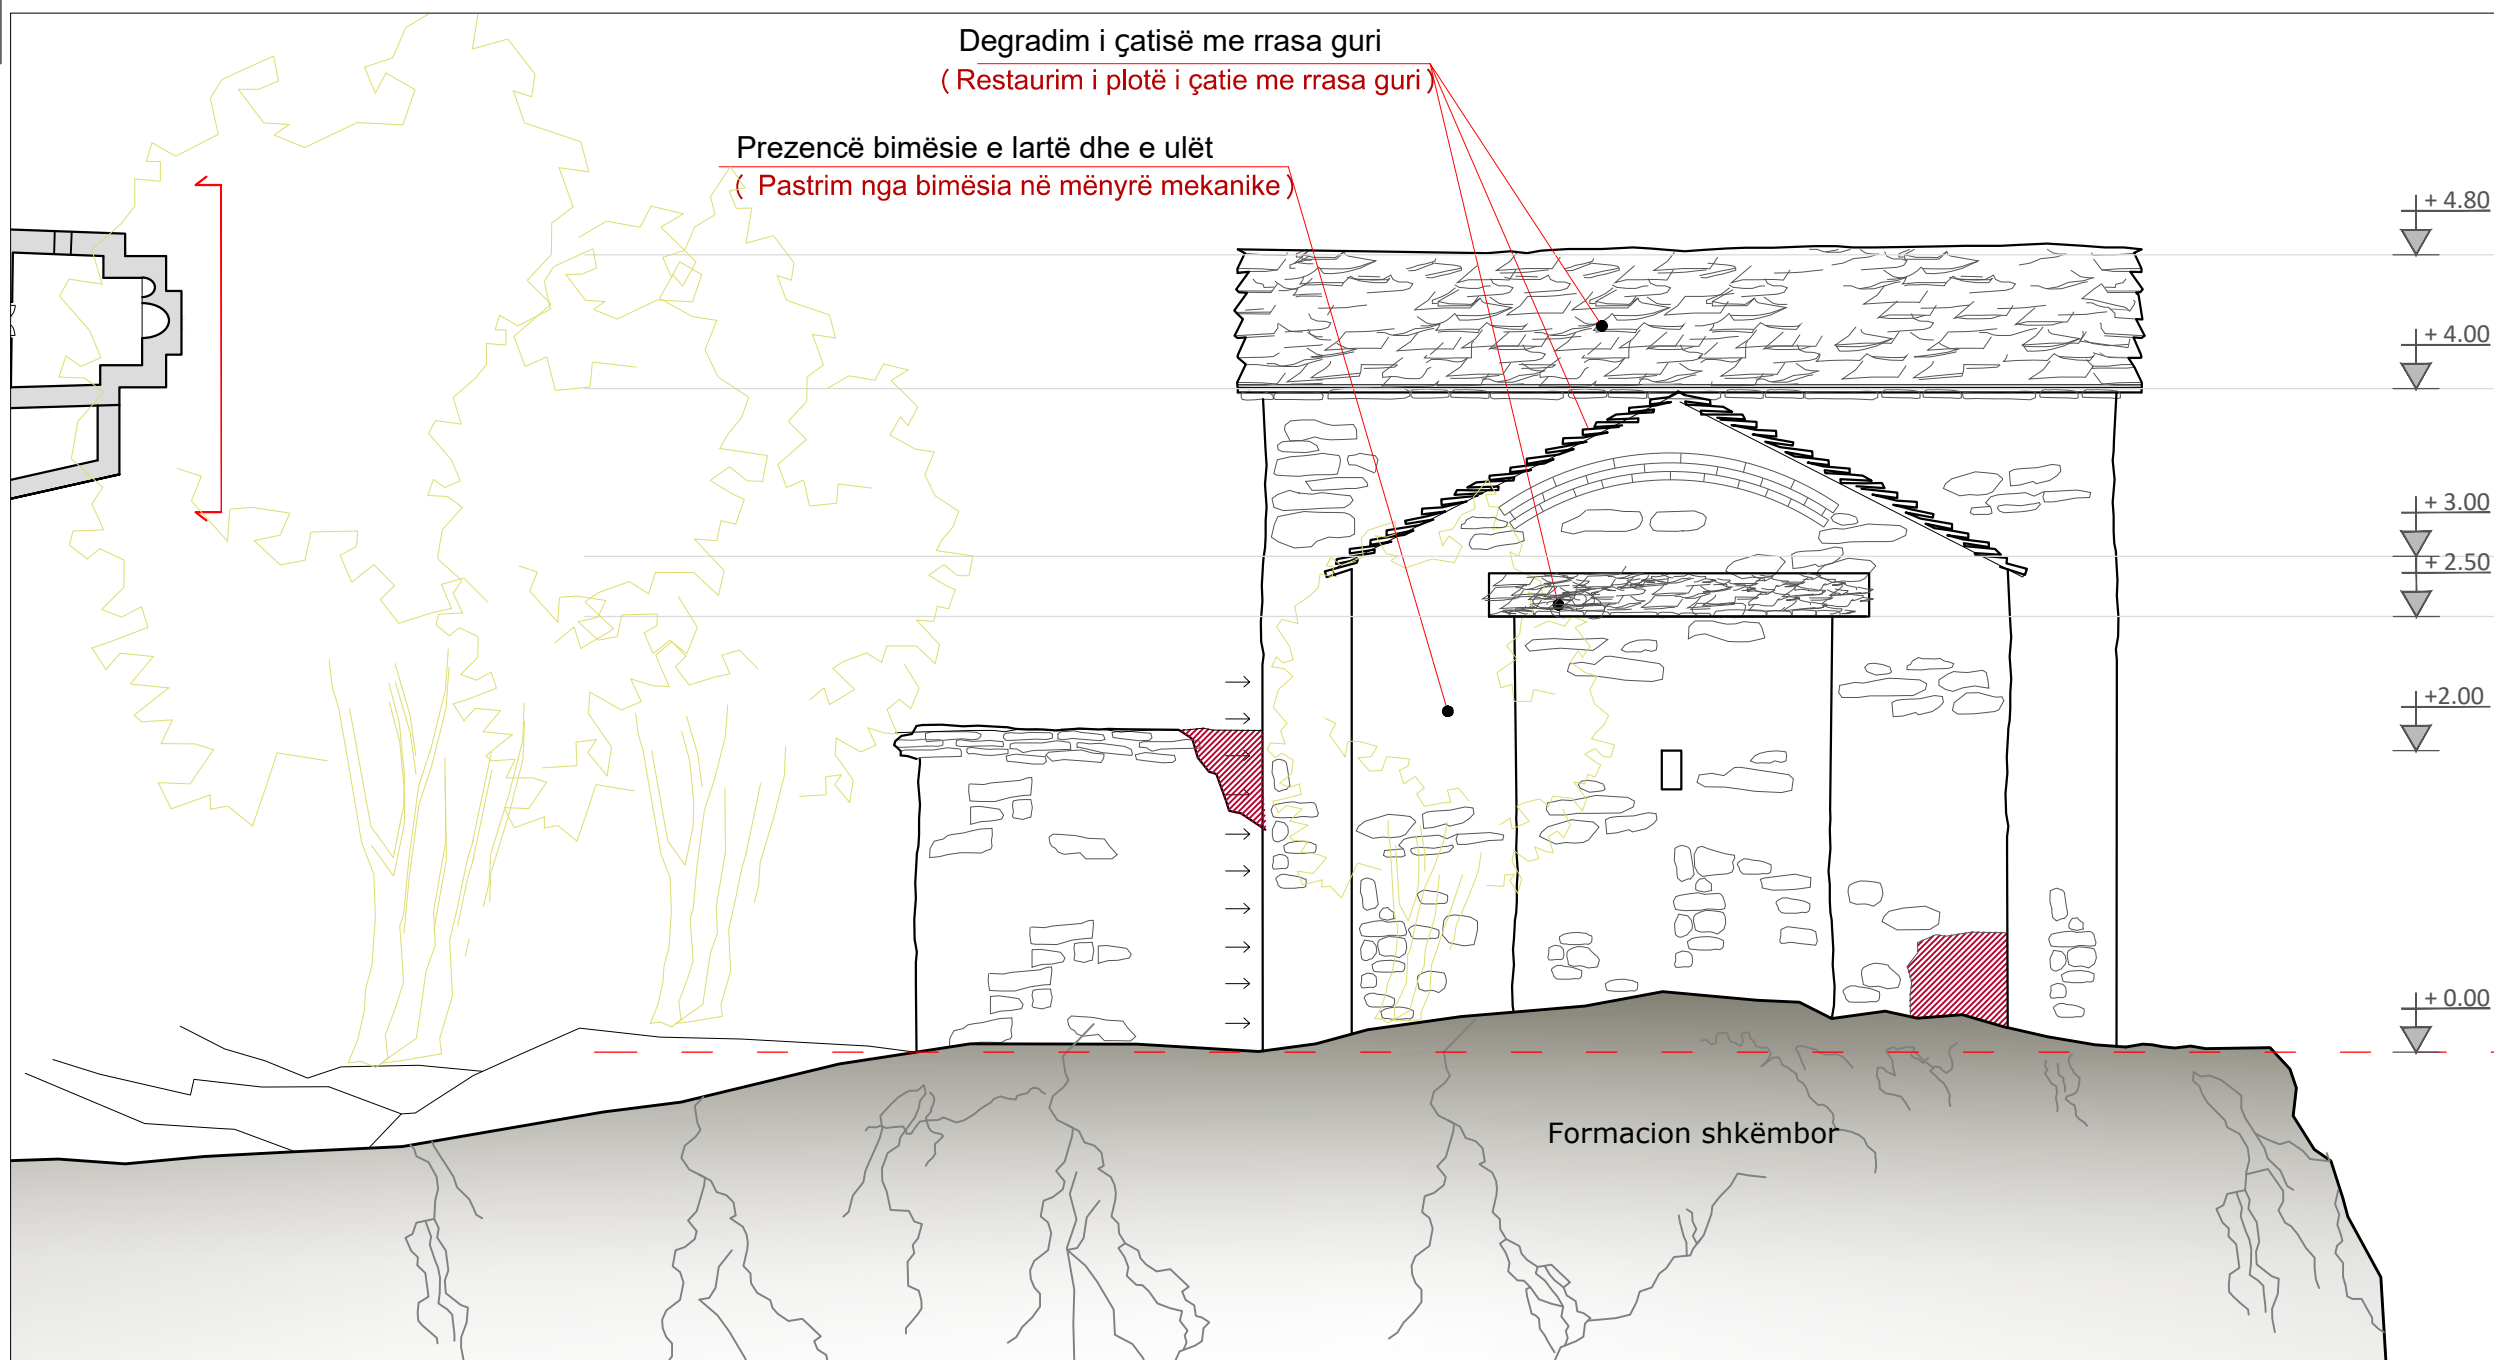 Degradim i çatisë me rrasa guri
( Restaurim i plotë i çatie me rrasa guri )
Prezencë bimësie e lartë dhe e ulët
( Pastrim nga bimësia në mënyrë mekanike )
+ 4.80
+ 4.00
+ 3.00
+ 2.50
+2.00
+ 0.00
Formacion shkëmbor